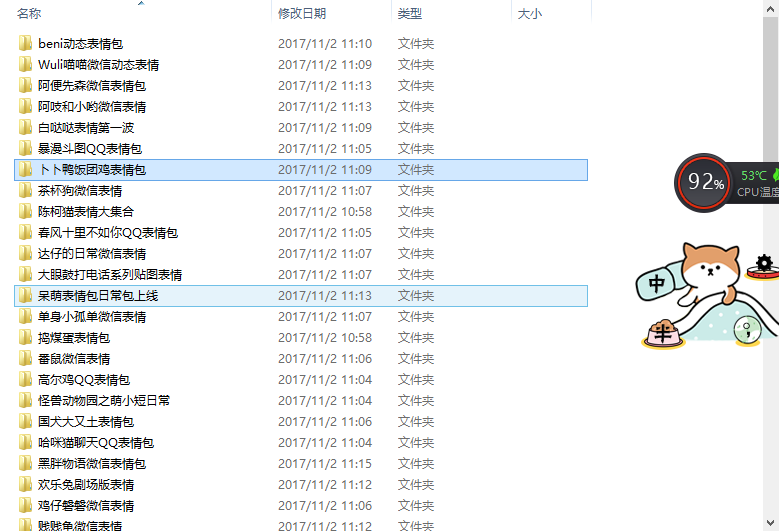 名称 修改日期 类型 大小
beni动态表情包 2017/11/2 11:10 文件夹
Wuli喵喵微信动态表情 2017/11/2 11:09 文件夹
阿便先森微信表情包 2017/11/2 11:13 文件夹
阿吱和小哟微信表情 2017/11/2 11:13 文件夹
白哒哒表情第一波 2017/11/2 11:09 文件夹
暴漫斗图QQ表情包 2017/11/2 11:05 文件夹
卜卜鸭饭团鸡表情包 2017/11/2 11:09 文件夹
茶杯狗微信表情 2017/11/2 11:07 文件夹
陈柯猫表情大集合 2017/11/2 10:58 文件夹
春风十里不如你QQ表情包 2017/11/2 11:05 文件夹
达仔的日常微信表情 2017/11/2 11:07 文件夹
大眼鼓打电话系列贴图表情 2017/11/2 11:07 文件夹
呆萌表情包日常包上线 2017/11/2 11:13 文件夹
单身小孤单微信表情 2017/11/2 11:07 文件夹
捣煤蛋表情包 2017/11/2 10:58 文件夹
番鼠微信表情 2017/11/2 11:06 文件夹
高尔鸡QQ表情包 2017/11/2 11:04 文件夹
怪兽动物园之萌小短日常 2017/11/2 11:04 文件夹
国犬大又土表情包 2017/11/2 11:06 文件夹
哈咪猫聊天QQ表情包 2017/11/2 11:04 文件夹
黑胖物语微信表情包 2017/11/2 11:15 文件夹
欢乐兔剧场版表情 2017/11/2 11:12 文件夹
鸡仔磐磐微信表情 2017/11/2 11:06 文件夹
贱贱兔微信表情 2017/11/2 11:12 文件夹
92%
53℃
CPU温度
中
半